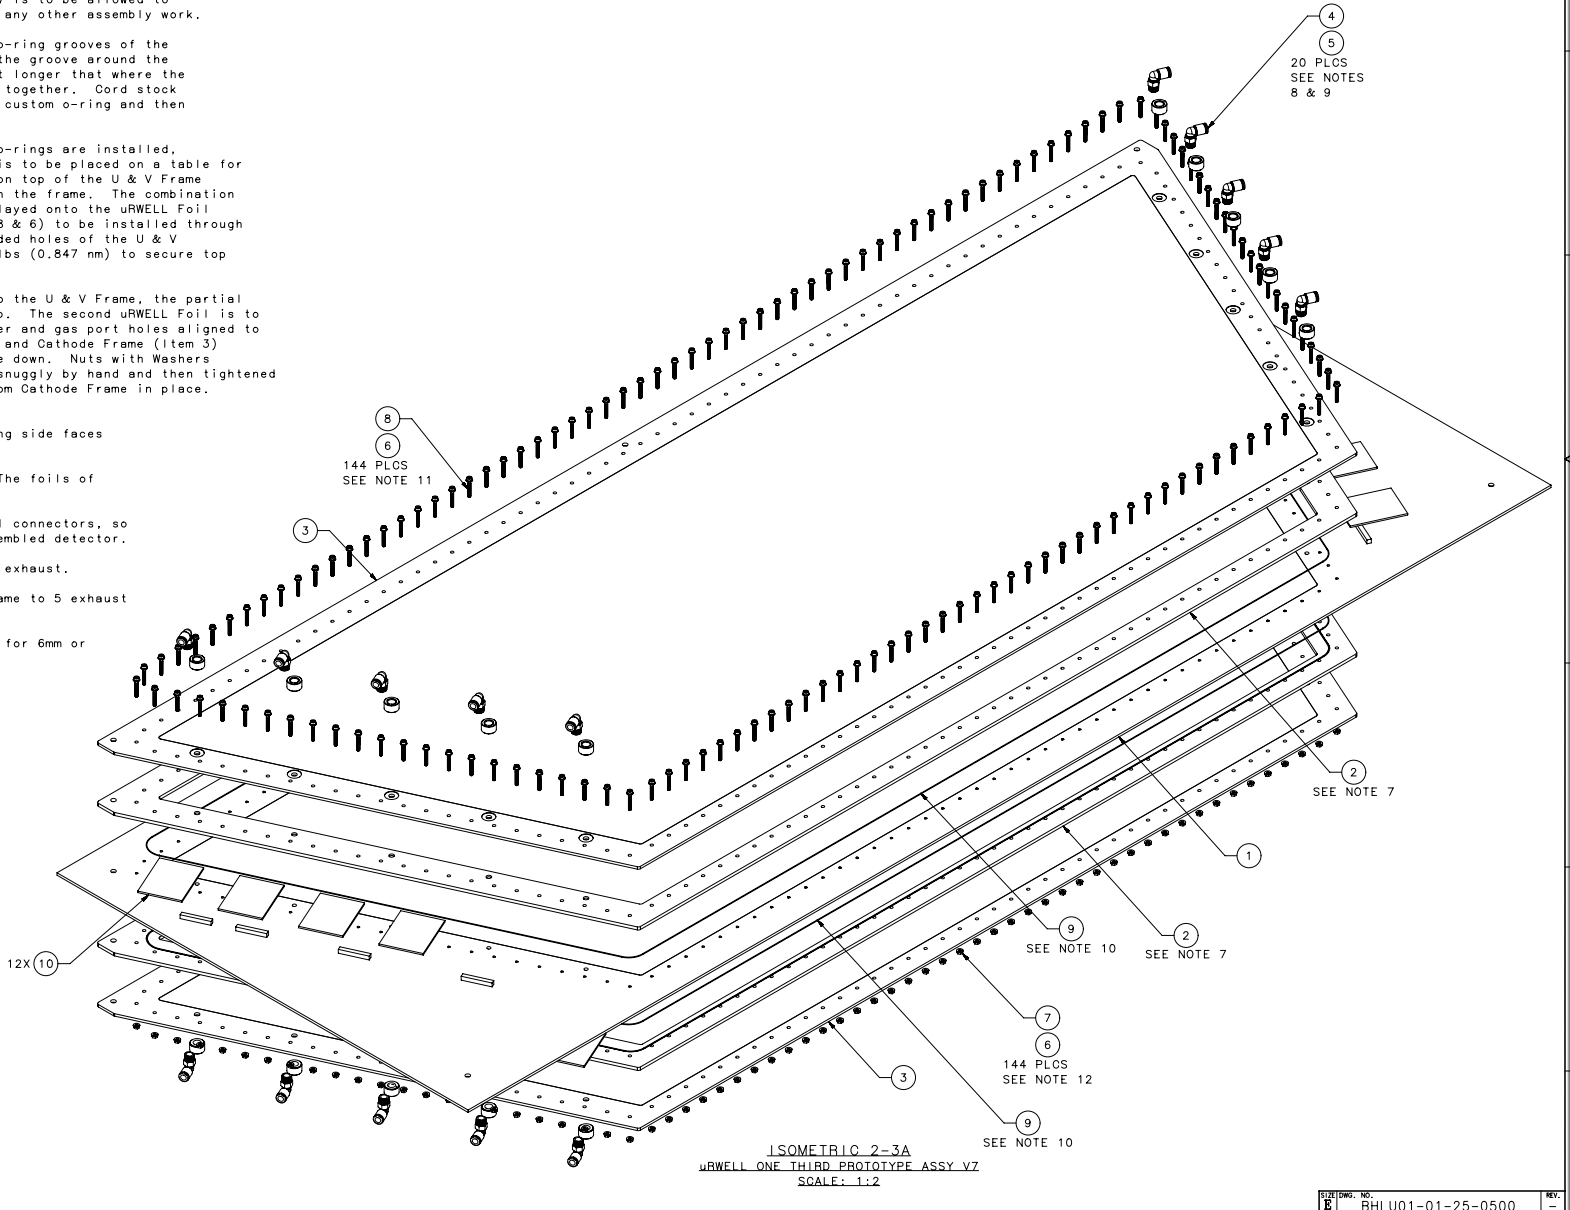 y is to be allowed to
any other assembly work.
o-ring grooves of the
the groove around the
t longer that where the
together. Cord stock
custom o-ring and then
o-rings are installed,
is to be placed on a table for
on top of the U & V Frame
n the frame. The combination
layed onto the uRWELL Foil
8 & 6) to be installed through
ded holes of the U & V
lbs (0.847 nm) to secure top
o the U & V Frame, the partial
o. The second uRWELL Foil is to
er and gas port holes aligned to
and Cathode Frame (Item 3)
e down. Nuts with Washers
snuggly by hand and then tightened
om Cathode Frame in place.
ng side faces
The foils of
l connectors, so
embled detector.
exhaust.
ame to 5 exhaust
for 6mm or
4
5
20 PLCS
SEE NOTES
8 & 9
8
6
144 PLCS
SEE NOTE 11
3
2
SEE NOTE 7
1
9
SEE NOTE 10
2
SEE NOTE 7
12X 10
7
6
144 PLCS
SEE NOTE 12
3
9
SEE NOTE 10
ISOMETRIC 2-3A
uRWELL ONE THIRD PROTOTYPE ASSY V7
SCALE: 1:2
SIZE DWG. NO. REV.
E BHLU01-01-25-0500 -